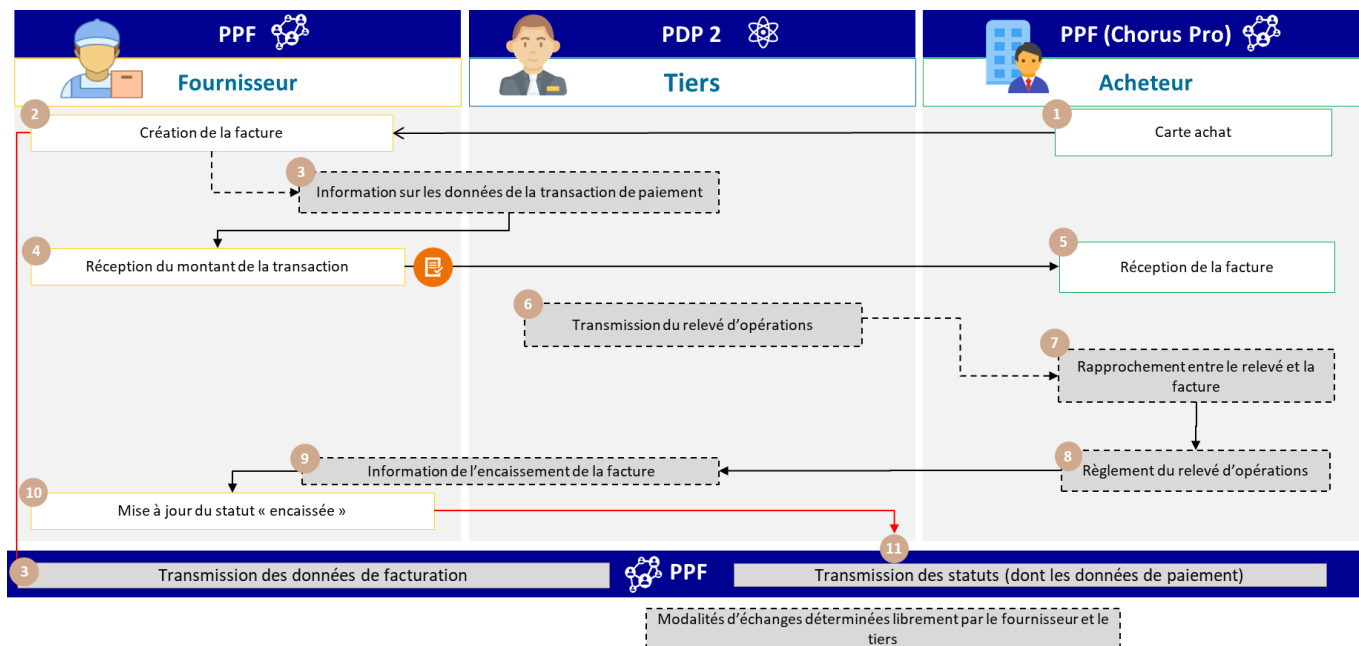 PPF
PDP 2
PPF (Chorus Pro)
Fournisseur
Tiers
Acheteur
2
Création de la facture
1
Carte achat
3
Information sur les données de la transaction de paiement
4
Réception du montant de la transaction
5
Réception de la facture
6
Transmission du relevé d’opérations
7
Rapprochement entre le relevé et la
facture
9
Information de l’encaissement de la facture
8
Règlement du relevé d’opérations
10
Mise à jour du statut « encaissée »
11
3
Transmission des données de facturation
PPF
Transmission des statuts (dont les données de paiement)
Modalités d’échanges déterminées librement par le fournisseur et le
tiers